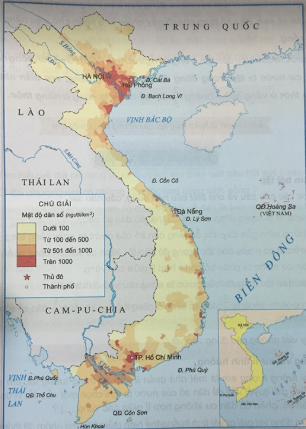 TRUNG QUỐC
S.Hồng
HÀ NỘI
Hải Phòng
Đ. Cát Bà
Đ. Bạch Long Vĩ
LÀO
VỊNH BẮC BỘ
THÁI LAN
Đ. Cồn Cỏ
Đà Nẵng
Đ. Lý Sơn
QĐ. Hoàng Sa
(VIỆT NAM)
CHÚ GIẢI
Mật độ dân số (người/km²)
Dưới 100
Từ 100 đến 500
Từ 501 đến 1000
Trên 1000
Thủ đô
Thành phố
BIỂN ĐÔNG
CAM-PU-CHIA
TP. Hồ Chí Minh
Đ. Phú Quý
VỊNH
THÁI
LAN
Đ. Phú Quốc
QĐ. Thổ Chu
QĐ. Côn Sơn
Hòn Khoai